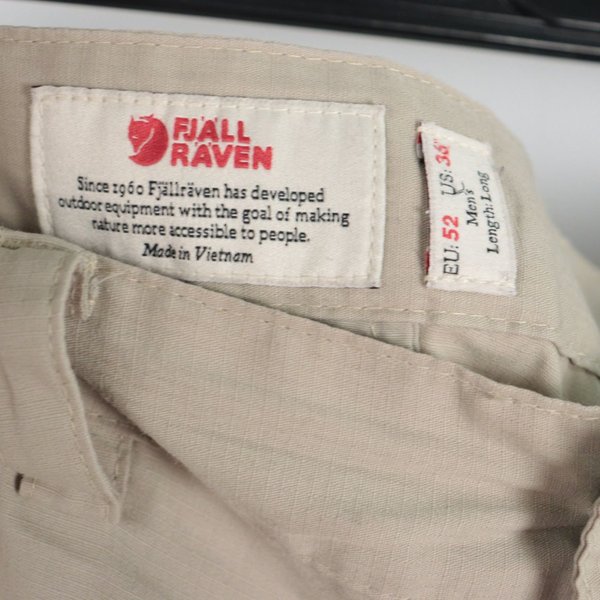 FJÄLL
RÄVEN
Since 1960 Fjällräven has developed
outdoor equipment with the goal of making
nature more accessible to people.
Made in Vietnam
EU: 52 US: 36"
Men's
Length: Long